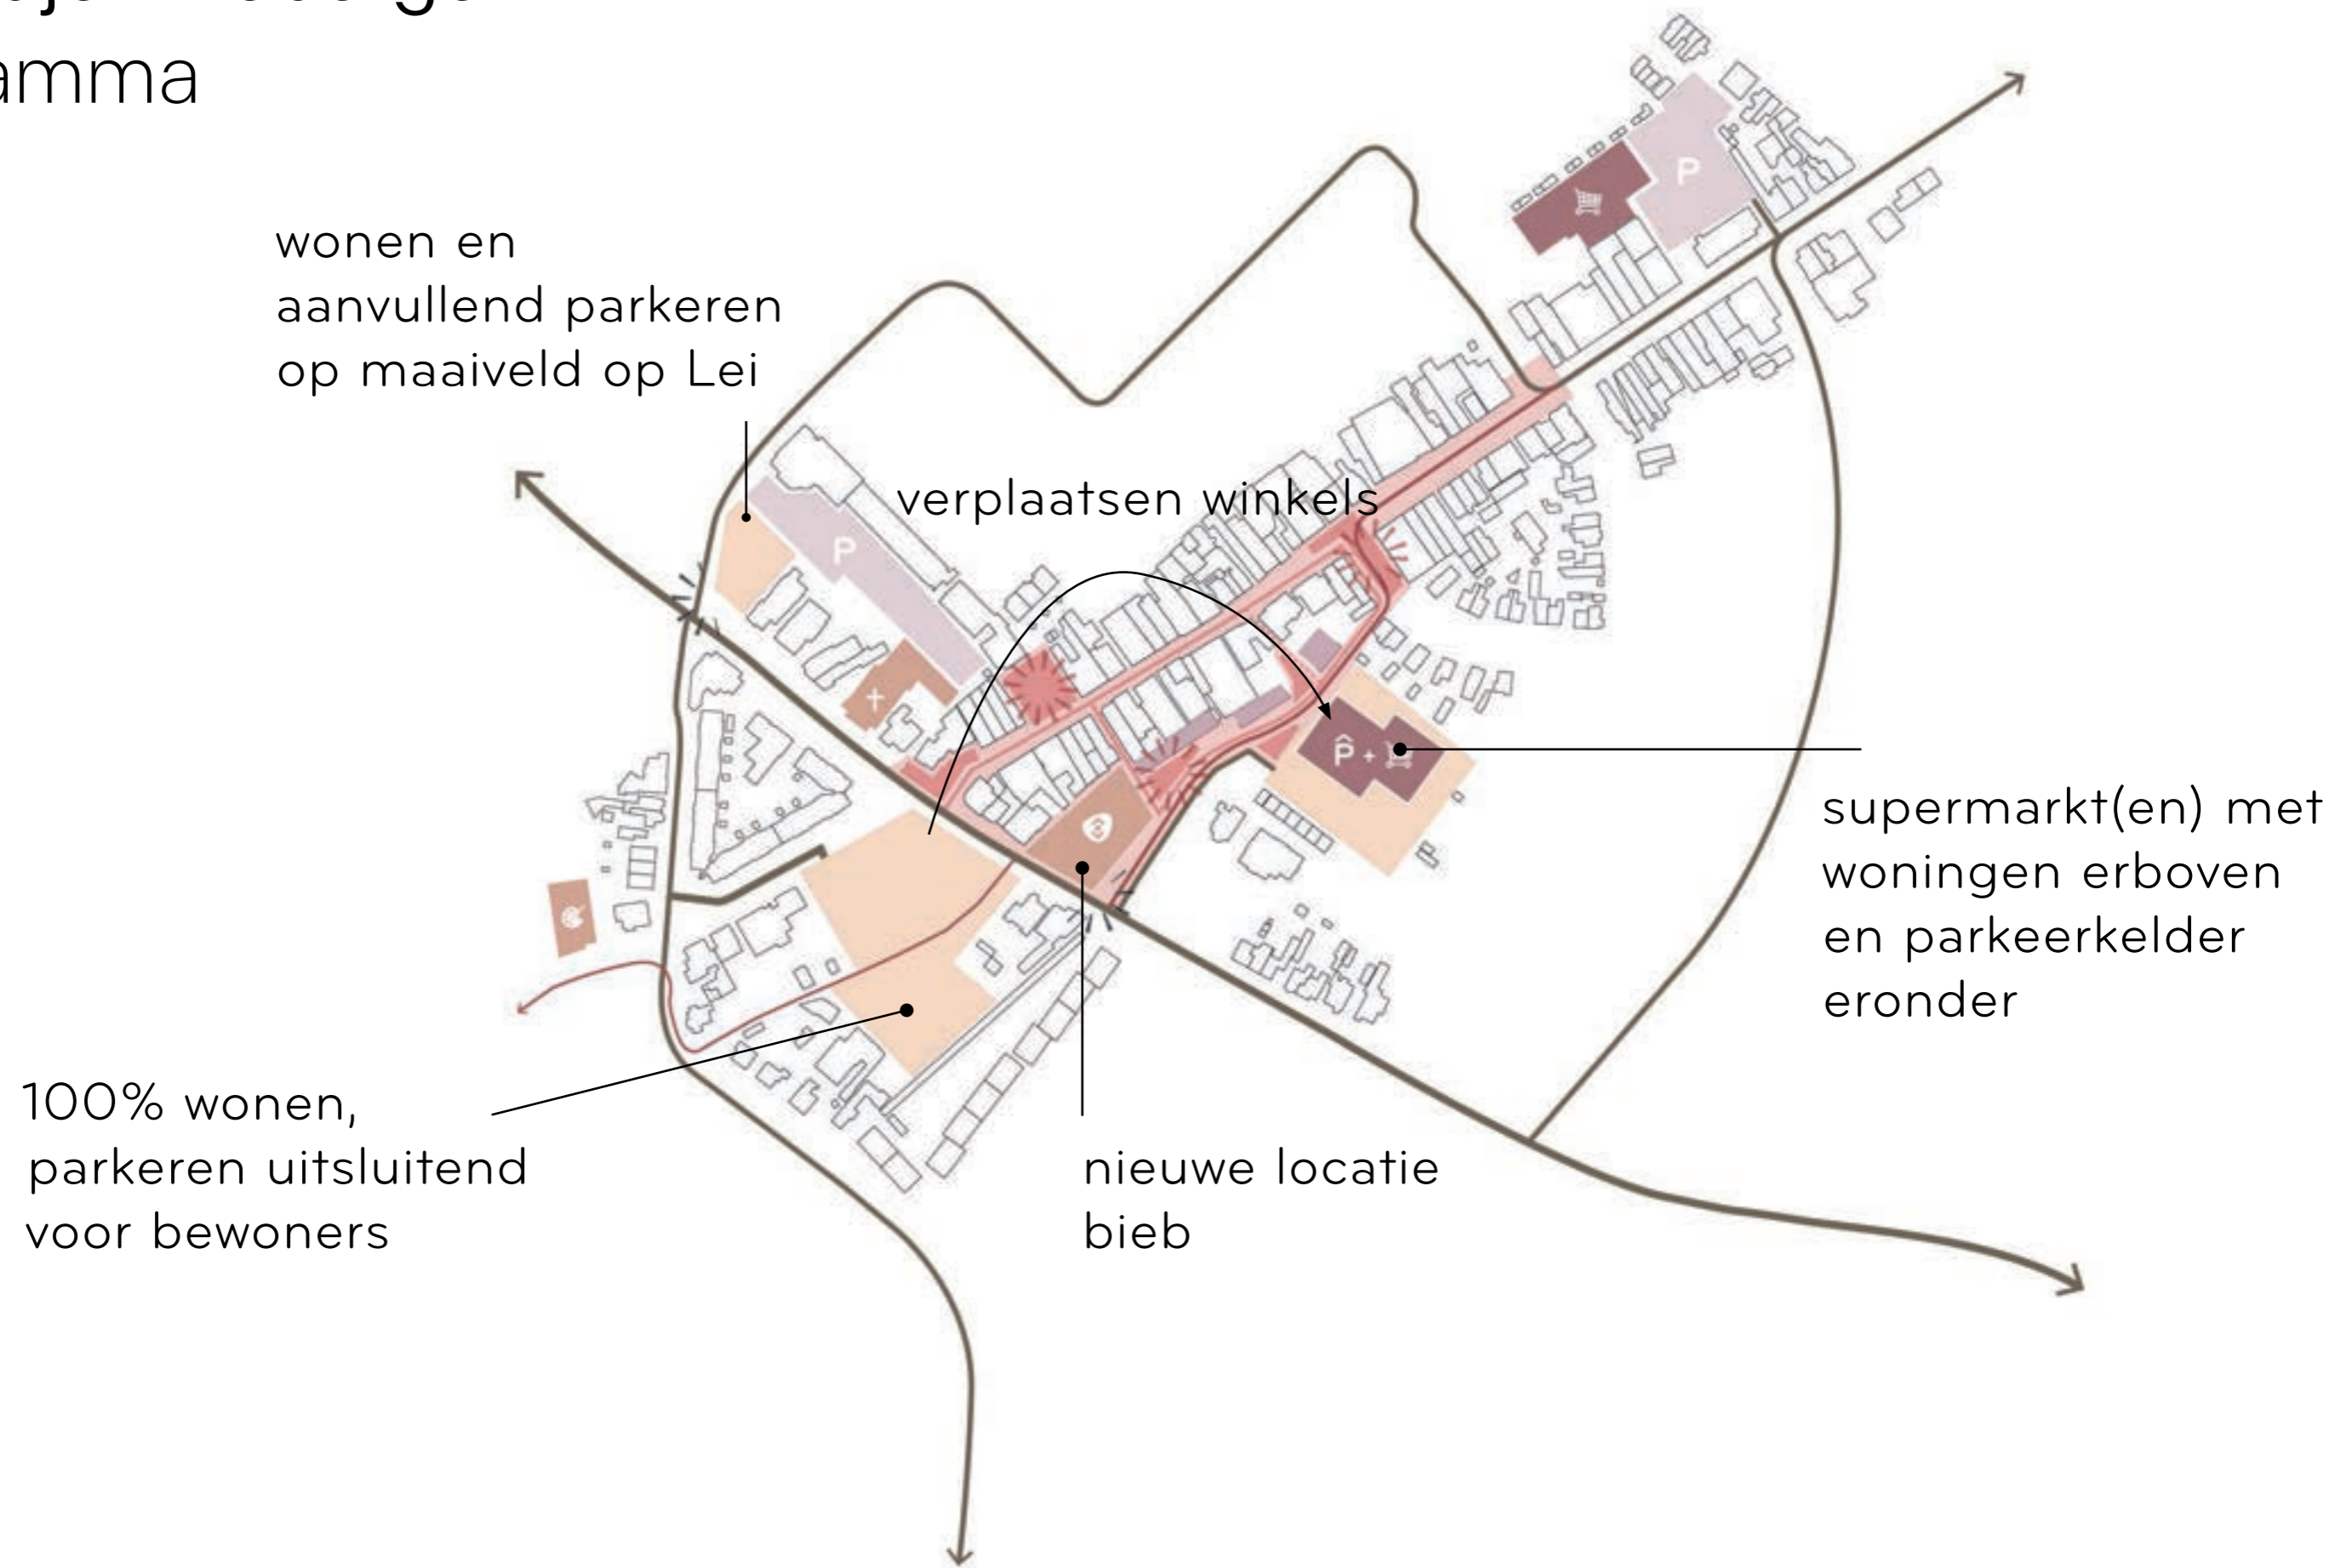 amma
wonen en
aanvullend parkeren
op maaiveld op Lei
verplaatsen winkels
P
P
P +
supermarkt(en) met
woningen erboven
en parkeerkelder
eronder
100% wonen,
parkeren uitsluitend
voor bewoners
nieuwe locatie
bieb